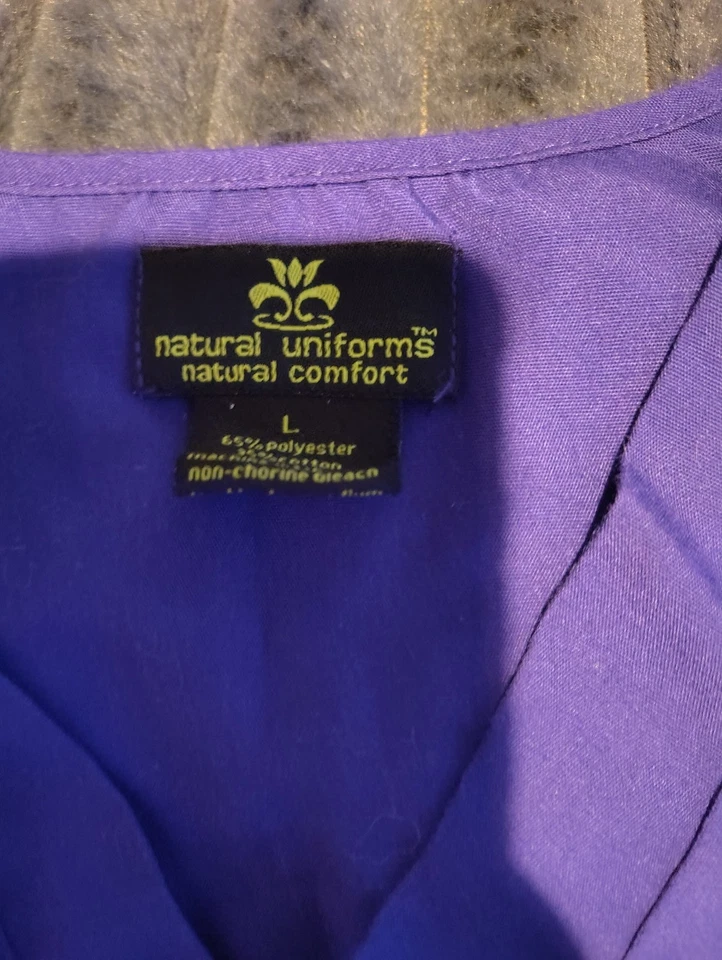 natural uniforms™
natural comfort
L
65% polyester
non-chorine bleach